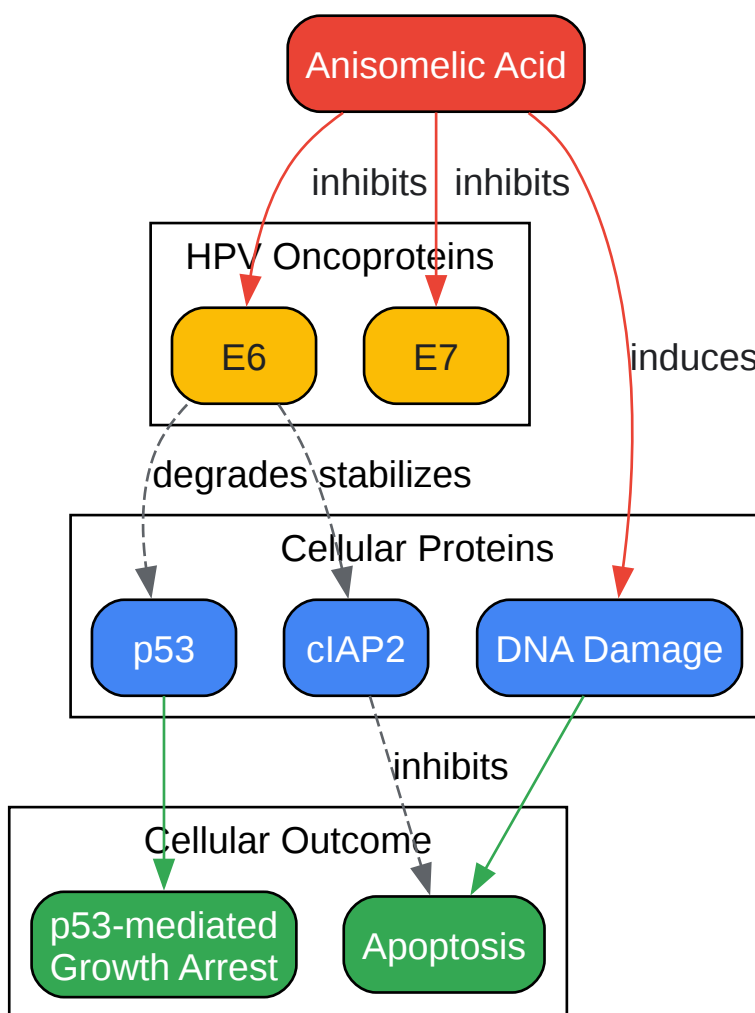 Anisomelic Acid
inhibits inhibits
HPV Oncoproteins
E6 E7
induces
degrades stabilizes
Cellular Proteins
p53 cIAP2 DNA Damage
inhibits
Cellular Outcome
p53-mediated
Growth Arrest
Apoptosis